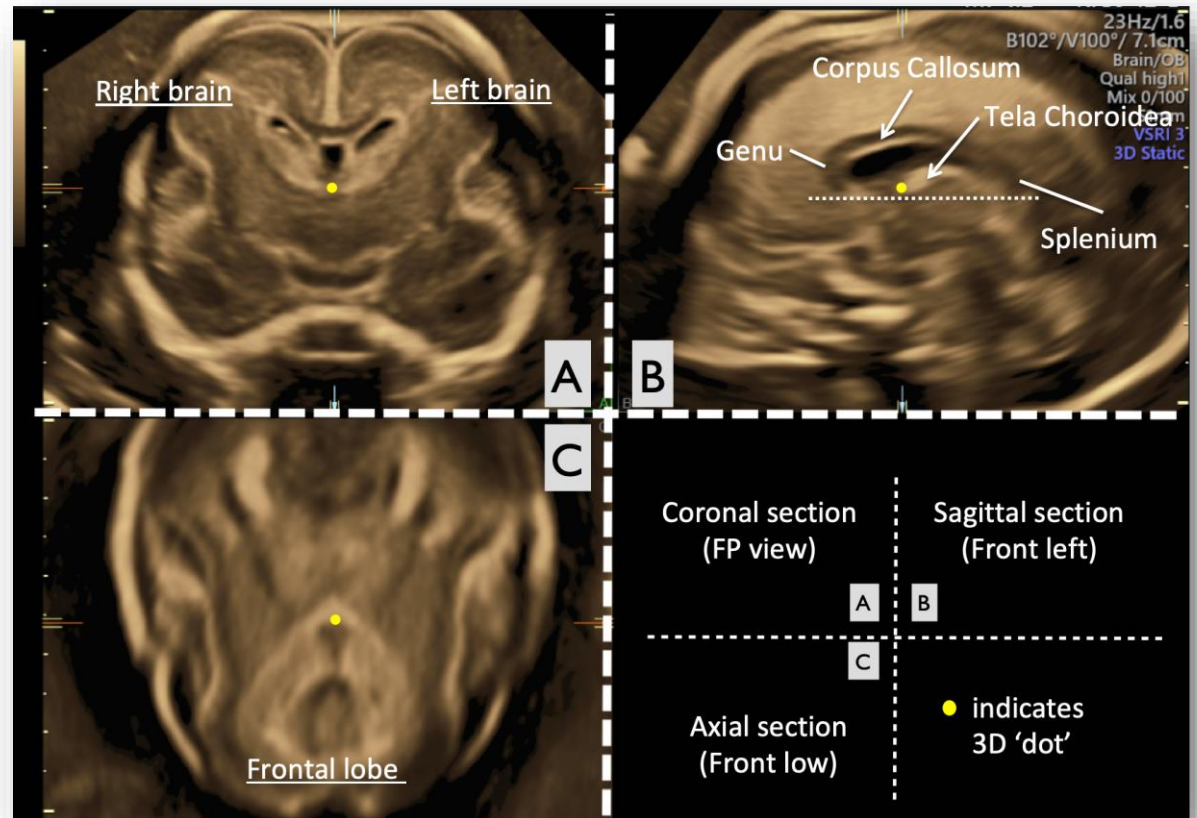 Right brain
Left brain
A
23Hz/1.6
B102°/V100°/ 7.1cm
Brain/OB
Qual high1
Mix 0/100
VSRI 3
3D Static
Corpus Callosum
Tela Choroidea
Genu
Splenium
B
C
Frontal lobe
Coronal section
(FP view)
Sagittal section
(Front left)
A
B
C
Axial section
(Front low)
indicates
3D ‘dot’